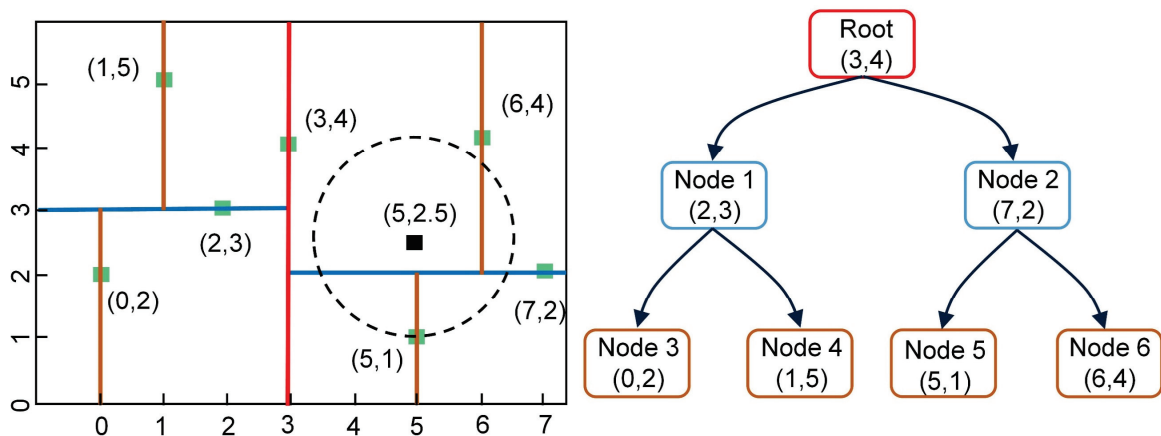 (1,5)
(3,4)
(6,4)
(5,2.5)
(2,3)
(0,2)
(7,2)
(5,1)
0
1
2
3
4
5
0 1 2 3 4 5 6 7
Root
(3,4)
Node 1
(2,3)
Node 2
(7,2)
Node 3
(0,2)
Node 4
(1,5)
Node 5
(5,1)
Node 6
(6,4)